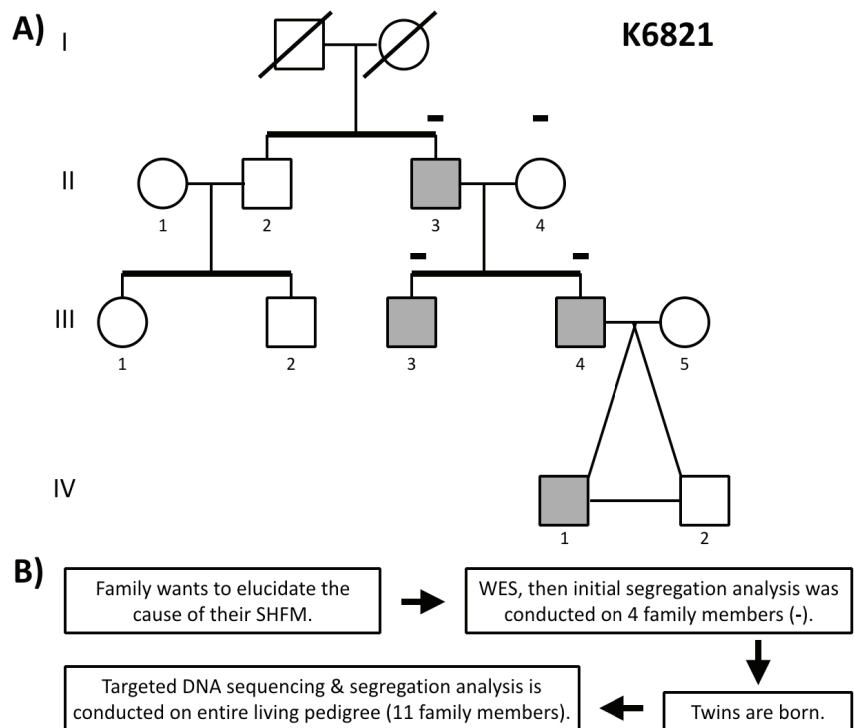 A)
I
K6821
II
1
2
3
4
III
1
2
3
4
5
IV
1
2
B)
Family wants to elucidate the
cause of their SHFM.
WES, then initial segregation analysis was
conducted on 4 family members (-).
Twins are born.
Targeted DNA sequencing & segregation analysis is
conducted on entire living pedigree (11 family members).